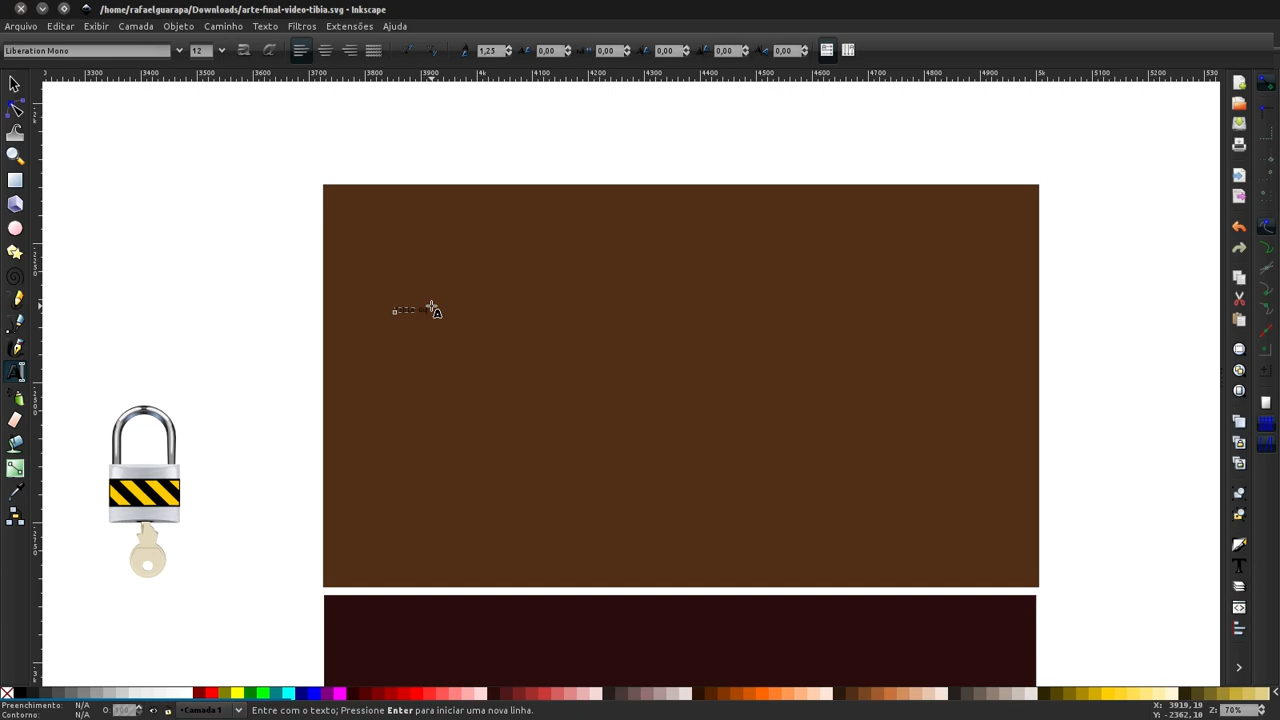 /home/rafaelguarapa/Downloads/arte-final-video-tibia.svg - Inkscape
Arquivo Editar Exibir Camada Objeto Caminho Texto Filtros Extensões Ajuda
Liberation Mono 12 1,25 0,00 0,00 0,00 0,00 0,00
3300 3400 3500 3600 3700 3800 3900 4k 4100 4200 4300 4400 4500 4600 4700 4800 4900 5k 5100 5200 530
Preenchimento: N/A
Contorno: N/A
O: 100
Camada 1
Entre com o texto; Pressione Enter para iniciar uma nova linha.
X: 3919,19
Y: -2362,10
Z: 70%